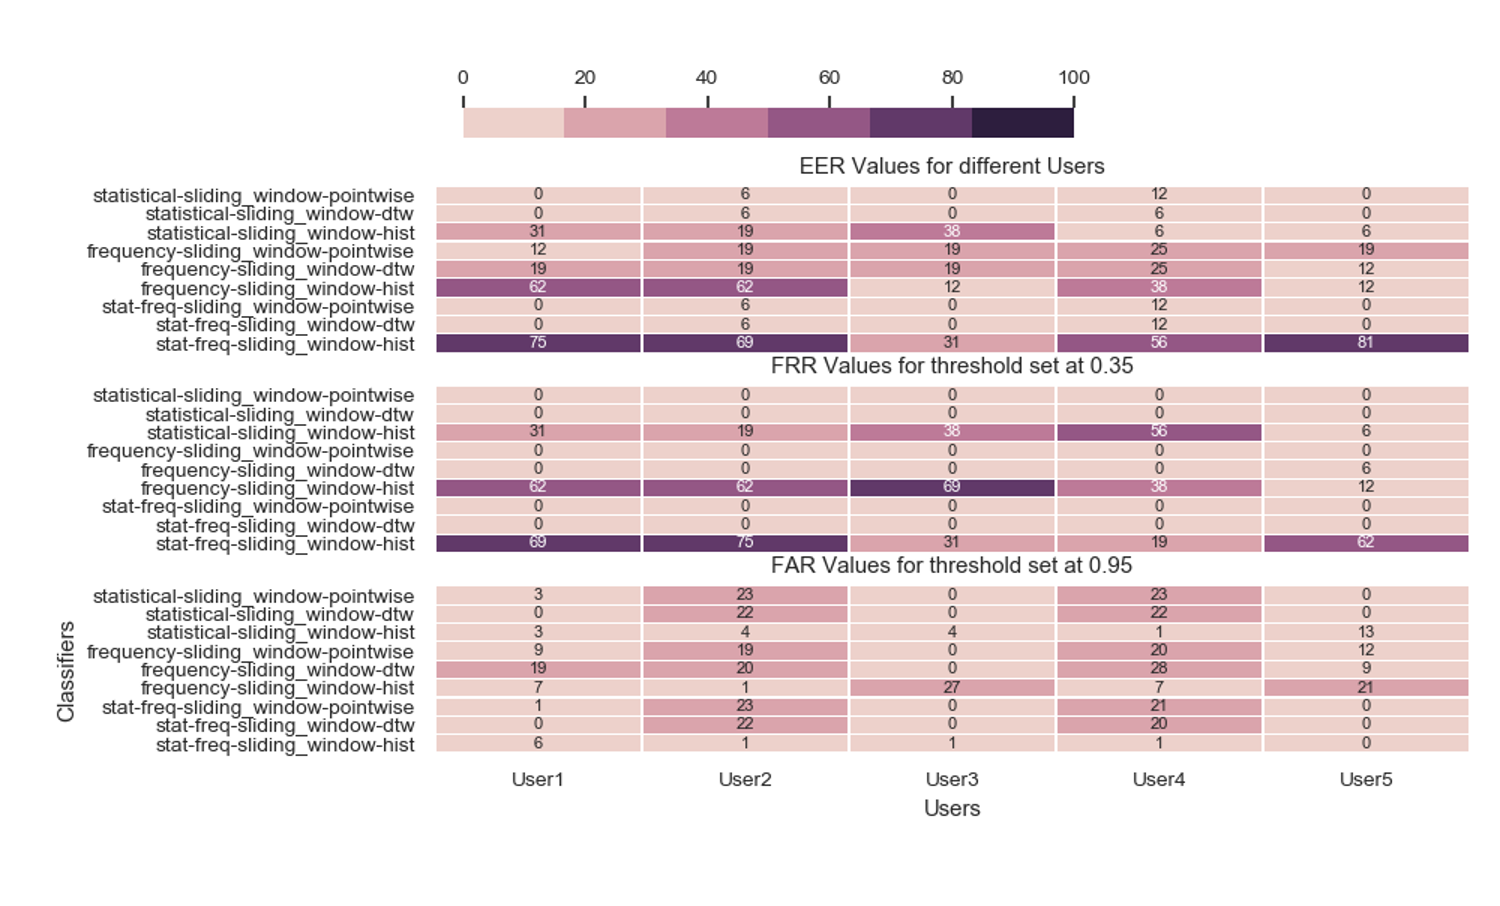 0 20 40 60 80 100
EER Values for different Users
statistical-sliding_window-pointwise 0 6 0 12 0
statistical-sliding_window-dtw 0 6 0 6 0
statistical-sliding_window-hist 31 19 38 6 6
frequency-sliding_window-pointwise 12 19 19 25 19
frequency-sliding_window-dtw 19 19 19 25 12
frequency-sliding_window-hist 62 62 12 38 12
stat-freq-sliding_window-pointwise 0 6 0 12 0
stat-freq-sliding_window-dtw 0 6 0 12 0
stat-freq-sliding_window-hist 75 69 31 56 81
FRR Values for threshold set at 0.35
statistical-sliding_window-pointwise 0 0 0 0 0
statistical-sliding_window-dtw 0 0 0 0 0
statistical-sliding_window-hist 31 19 38 56 6
frequency-sliding_window-pointwise 0 0 0 0 0
frequency-sliding_window-dtw 0 0 0 0 6
frequency-sliding_window-hist 62 62 69 38 12
stat-freq-sliding_window-pointwise 0 0 0 0 0
stat-freq-sliding_window-dtw 0 0 0 0 0
stat-freq-sliding_window-hist 69 75 31 19 62
FAR Values for threshold set at 0.95
statistical-sliding_window-pointwise 3 23 0 23 0
statistical-sliding_window-dtw 0 22 0 22 0
statistical-sliding_window-hist 3 4 4 1 13
frequency-sliding_window-pointwise 9 19 0 20 12
frequency-sliding_window-dtw 19 20 0 28 9
frequency-sliding_window-hist 7 1 27 7 21
stat-freq-sliding_window-pointwise 1 23 0 21 0
stat-freq-sliding_window-dtw 0 22 0 20 0
stat-freq-sliding_window-hist 6 1 1 1 0
Classifiers
User1 User2 User3 User4 User5
Users